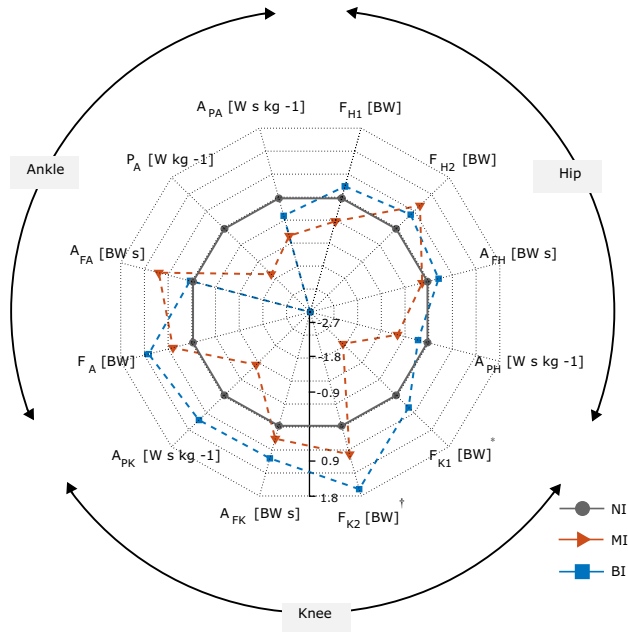 A PA [W s kg -1]
F H1 [BW]
P A [W kg -1]
F H2 [BW]
Ankle
Hip
A FA [BW s]
A FH [BW s]
-2.7
-1.8
F A [BW]
A PH [W s kg -1]
-0.9
A PK [W s kg -1]
F K1 [BW] *
0.9
1.8
A FK [BW s]
F K2 [BW] †
NI
MI
BI
Knee